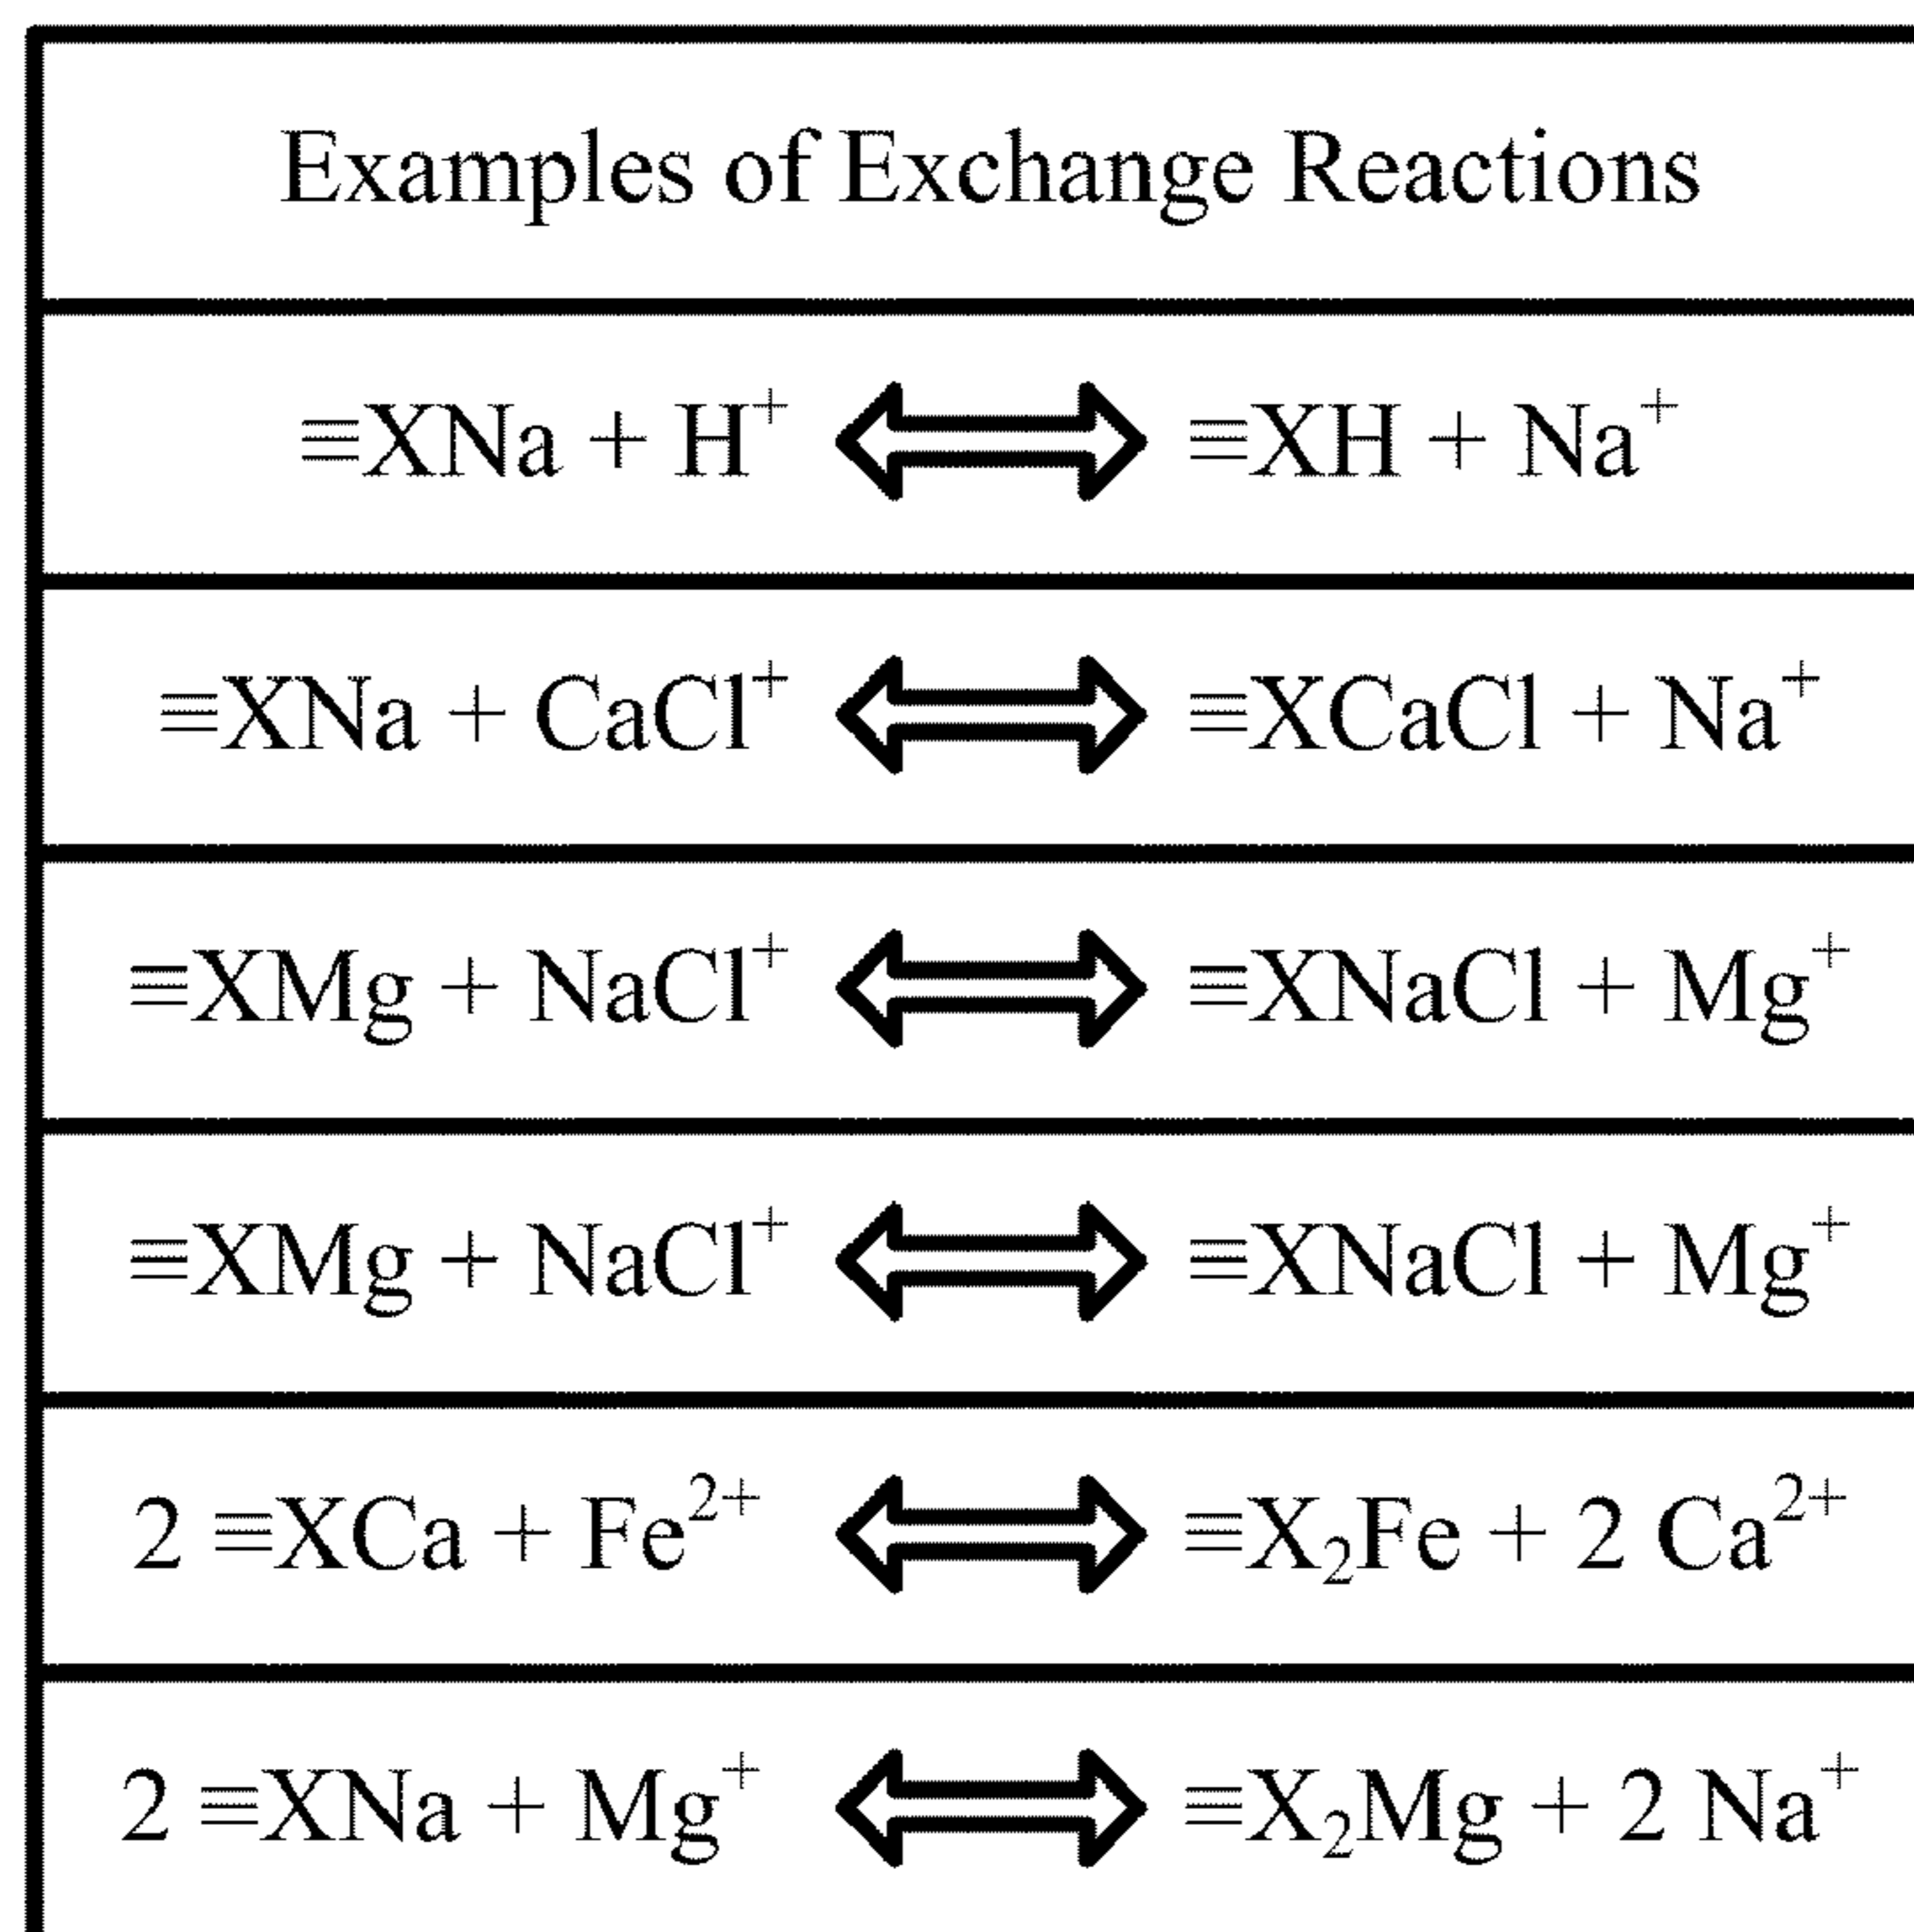 Examples of Exchange Reactions
≡XNa + H⁺ ⟺ ≡XH + Na⁺
≡XNa + CaCl⁺ ⟺ ≡XCaCl + Na⁺
≡XMg + NaCl⁺ ⟺ ≡XNaCl + Mg⁺
≡XMg + NaCl⁺ ⟺ ≡XNaCl + Mg⁺
2 ≡XCa + Fe²⁺ ⟺ ≡X₂Fe + 2 Ca²⁺
2 ≡XNa + Mg⁺ ⟺ ≡X₂Mg + 2 Na⁺